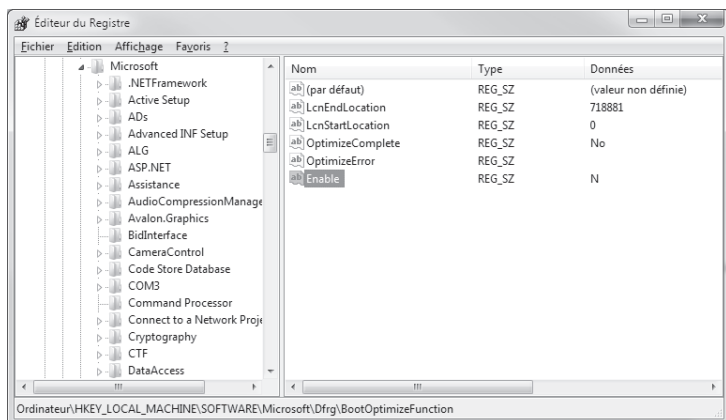 Éditeur du Registre
Fichier Edition Affichage Favoris ?
Microsoft
.NETFramework
Active Setup
ADs
Advanced INF Setup
ALG
ASP.NET
Assistance
AudioCompressionManage
Avalon.Graphics
BidInterface
CameraControl
Code Store Database
COM3
Command Processor
Connect to a Network Proje
Cryptography
CTF
DataAccess
Nom Type Données
(par défaut) REG_SZ (valeur non définie)
LcnEndLocation REG_SZ 718881
LcnStartLocation REG_SZ 0
OptimizeComplete REG_SZ No
OptimizeError REG_SZ
Enable REG_SZ N
Ordinateur\HKEY_LOCAL_MACHINE\SOFTWARE\Microsoft\Dfrg\BootOptimizeFunction